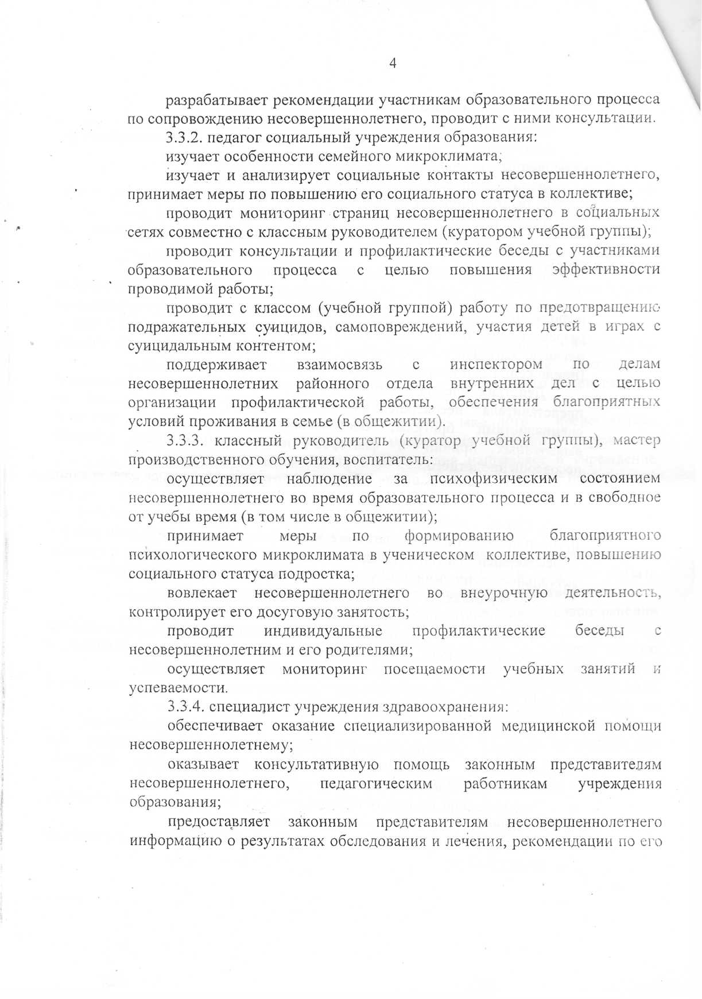 4
разрабатывает рекомендации участникам образовательного процесса
по сопровождению несовершеннолетнего, проводит с ними консультации.
3.3.2. педагог социальный учреждения образования:
изучает особенности семейного микроклимата;
изучает и анализирует социальные контакты несовершеннолетнего,
принимает меры по повышению его социального статуса в коллективе;
проводит мониторинг страниц несовершеннолетнего в социальных
сетях совместно с классным руководителем (куратором учебной группы);
проводит консультации и профилактические беседы с участниками
образовательного процесса с целью повышения эффективности
проводимой работы;
проводит с классом (учебной группой) работу по предотвращению
подражательных суицидов, самоповреждений, участия детей в играх с
суицидальным контентом;
поддерживает взаимосвязь с инспектором по делам
несовершеннолетних районного отдела внутренних дел с целью
организации профилактической работы, обеспечения благоприятных
условий проживания в семье (в общежитии).
3.3.3. классный руководитель (куратор учебной группы), мастер
производственного обучения, воспитатель:
осуществляет наблюдение за психофизическим состоянием
несовершеннолетнего во время образовательного процесса и в свободное
от учебы время (в том числе в общежитии);
принимает меры по формированию благоприятного
психологического микроклимата в ученическом коллективе, повышению
социального статуса подростка;
вовлекает несовершеннолетнего во внеурочную деятельность,
контролирует его досуговую занятость;
проводит индивидуальные профилактические беседы с
несовершеннолетним и его родителями;
осуществляет мониторинг посещаемости учебных занятий и
успеваемости.
3.3.4. специалист учреждения здравоохранения:
обеспечивает оказание специализированной медицинской помощи
несовершеннолетнему;
оказывает консультативную помощь законным представителям
несовершеннолетнего, педагогическим работникам учреждения
образования;
предоставляет законным представителям несовершеннолетнего
информацию о результатах обследования и лечения, рекомендации по его